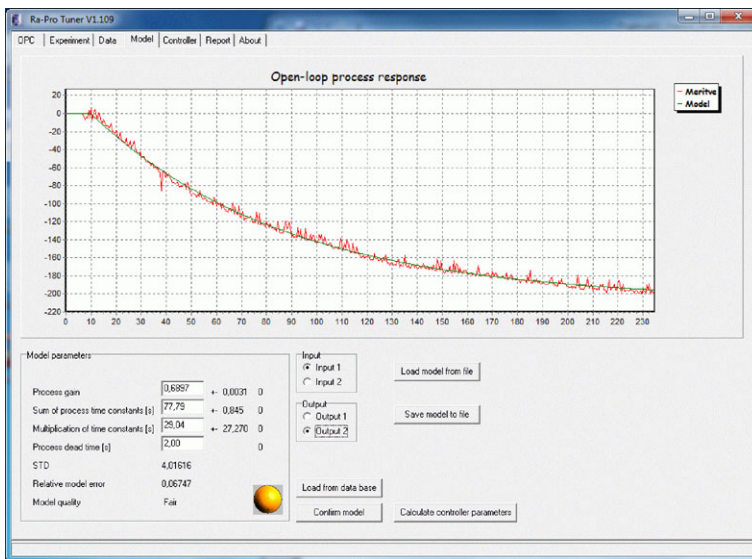 Ra-Pro Tuner V1.109
OPC Experiment Data Model Controller Report About
Open-loop process response
Meritve
Model
20
0
-20
-40
-60
-80
-100
-120
-140
-160
-180
-200
-220
0 10 20 30 40 50 60 70 80 90 100 110 120 130 140 150 160 170 180 190 200 210 220 230
Model parameters
Process gain 0,6897 +- 0,0031 0
Sum of process time constants [s] 77,79 +- 0,845 0
Multiplication of time constants [s] 29,04 +- 27,270 0
Process dead time [s] 2,00 0
STD 4,01616
Relative model error 0,06747
Model quality Fair
Input
Input 1
Input 2
Output
Output 1
Output 2
Load model from file
Save model to file
Load from data base
Confirm model
Calculate controller parameters